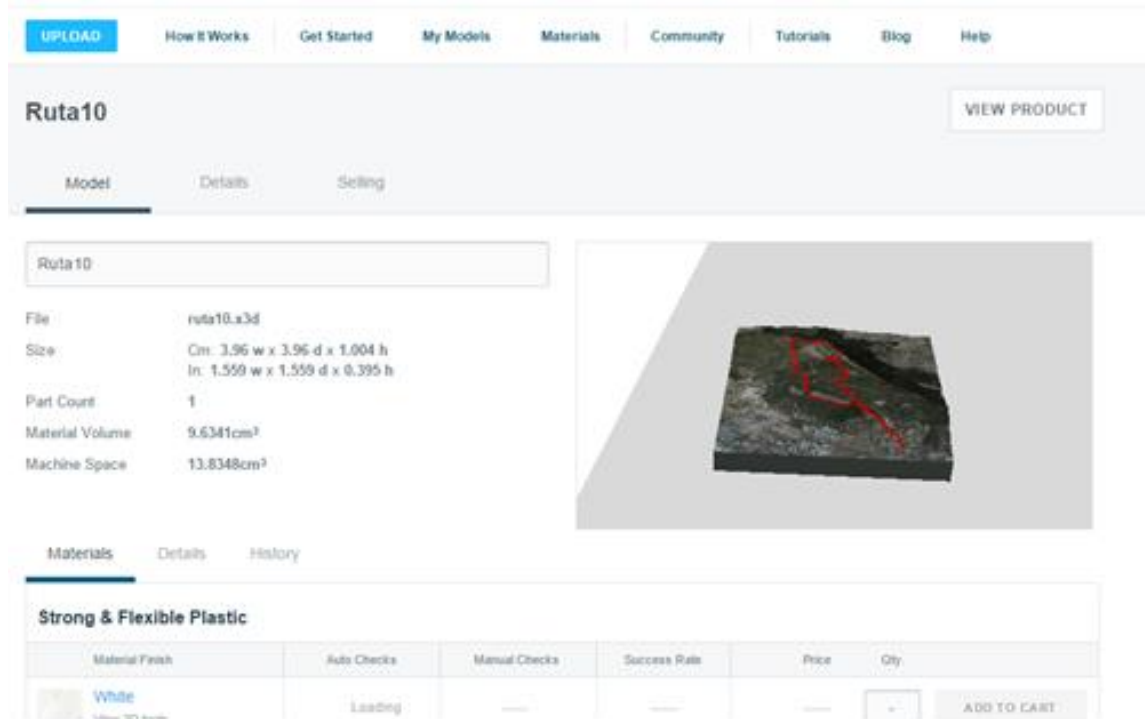 UPLOAD How It Works Get Started My Models Materials Community Tutorials Blog Help
Ruta10
VIEW PRODUCT
Model Details Selling
Ruta10
File ruta10.x3d
Size Cm: 3.96 w x 3.96 d x 1.004 h
In: 1.559 w x 1.559 d x 0.395 h
Part Count 1
Material Volume 9.6341cm³
Machine Space 13.8348cm³
Materials Details History
Strong & Flexible Plastic
Material Finish Auto Checks Manual Checks Success Rate Price Qty
White Loading ADD TO CART